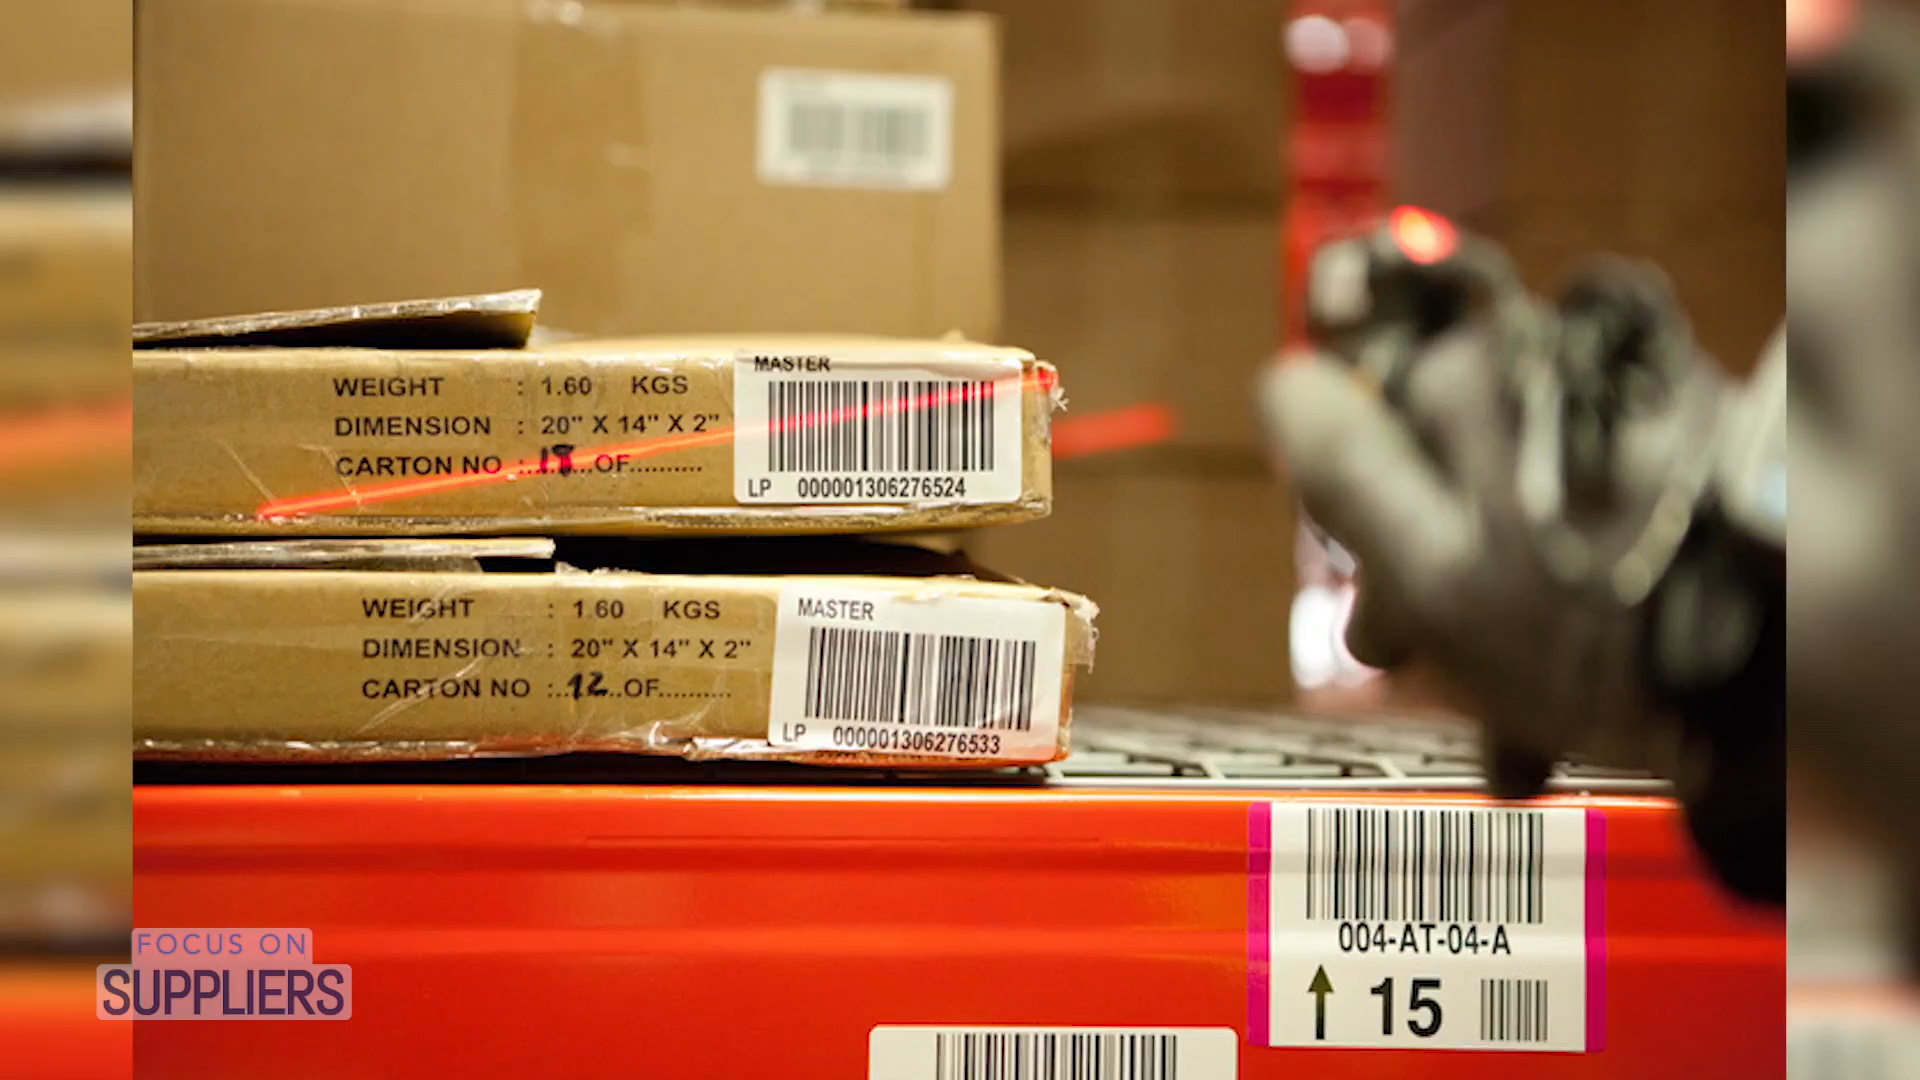 MASTER
WEIGHT : 1.60 KGS
DIMENSION : 20" X 14" X 2"
CARTON NO :....18...OF..........
LP 000001306276524
MASTER
WEIGHT : 1.60 KGS
DIMENSION : 20" X 14" X 2"
CARTON NO :...12...OF..........
LP 000001306276533
004-AT-04-A
15
FOCUS ON
SUPPLIERS